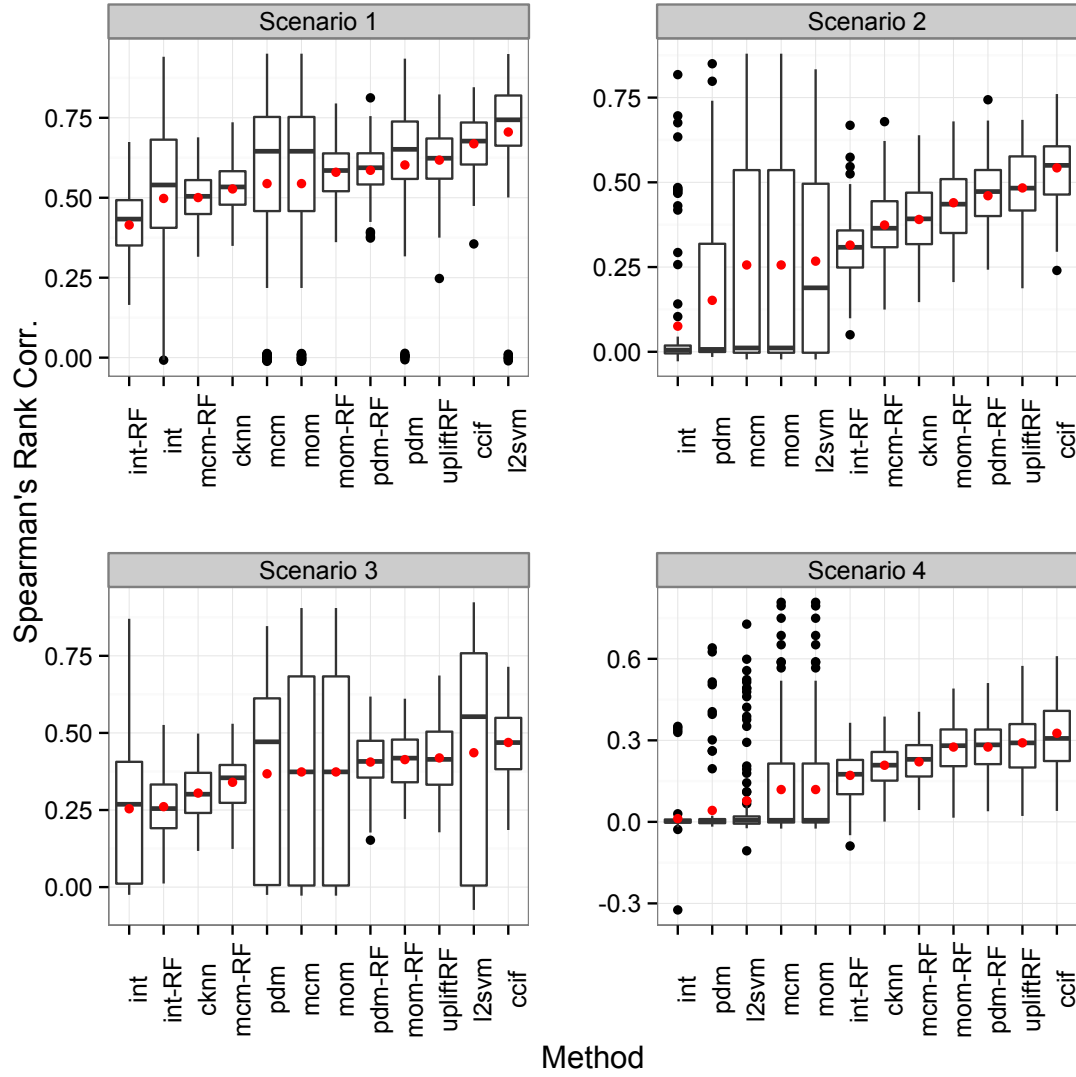 Scenario 1
Scenario 2
0.75
0.50
0.25
0.00
0.75
0.50
0.25
0.00
int-RF
int
mcm-RF
cknn
mcm
mom
mom-RF
pdm-RF
pdm
upliftRF
ccif
l2svm
int
pdm
mcm
mom
l2svm
int-RF
mcm-RF
cknn
mom-RF
pdm-RF
upliftRF
ccif
Spearman's Rank Corr.
Scenario 3
Scenario 4
0.75
0.50
0.25
0.00
0.6
0.3
0.0
-0.3
int
int-RF
cknn
mcm-RF
pdm
mcm
mom
pdm-RF
mom-RF
upliftRF
l2svm
ccif
int
pdm
l2svm
mcm
mom
int-RF
cknn
mcm-RF
mom-RF
pdm-RF
upliftRF
ccif
Method